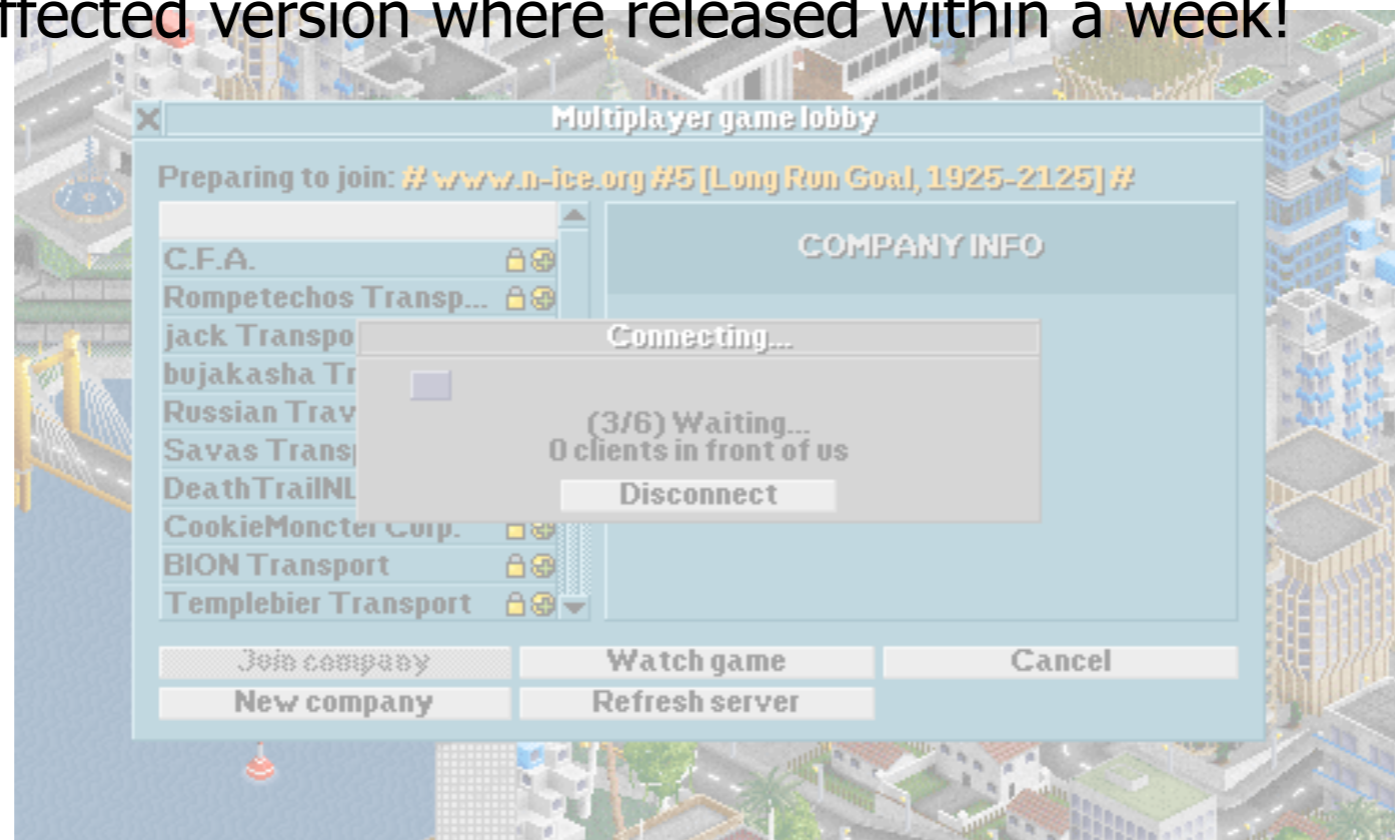 ffected version where released within a week!
Multiplayer game lobby
Preparing to join: # www.n-ice.org #5 [Long Run Goal, 1925-2125] #
COMPANY INFO
C.F.A.
Rompetechos Transp...
jack Transpo
bujakasha Tr
Russian Trav
Savas Trans
DeathTrailNL
CookieMoncter Corp.
BION Transport
Templebier Transport
Connecting...
(3/6) Waiting...
0 clients in front of us
Disconnect
Join company
Watch game
Cancel
New company
Refresh server